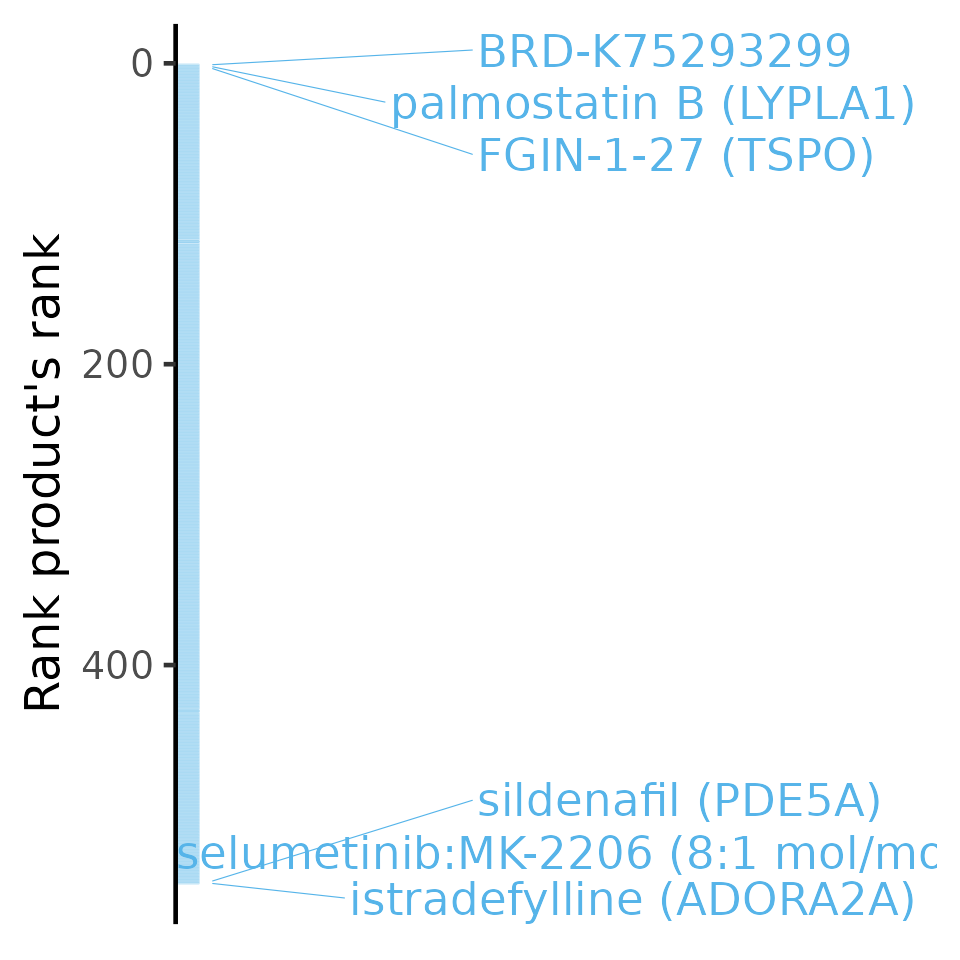 BRD-K75293299
0
palmostatin B (LYPLA1)
FGIN-1-27 (TSPO)
Rank product's rank
200
400
sildenafil (PDE5A)
selumetinib:MK-2206 (8:1 mol/mc
istradefylline (ADORA2A)